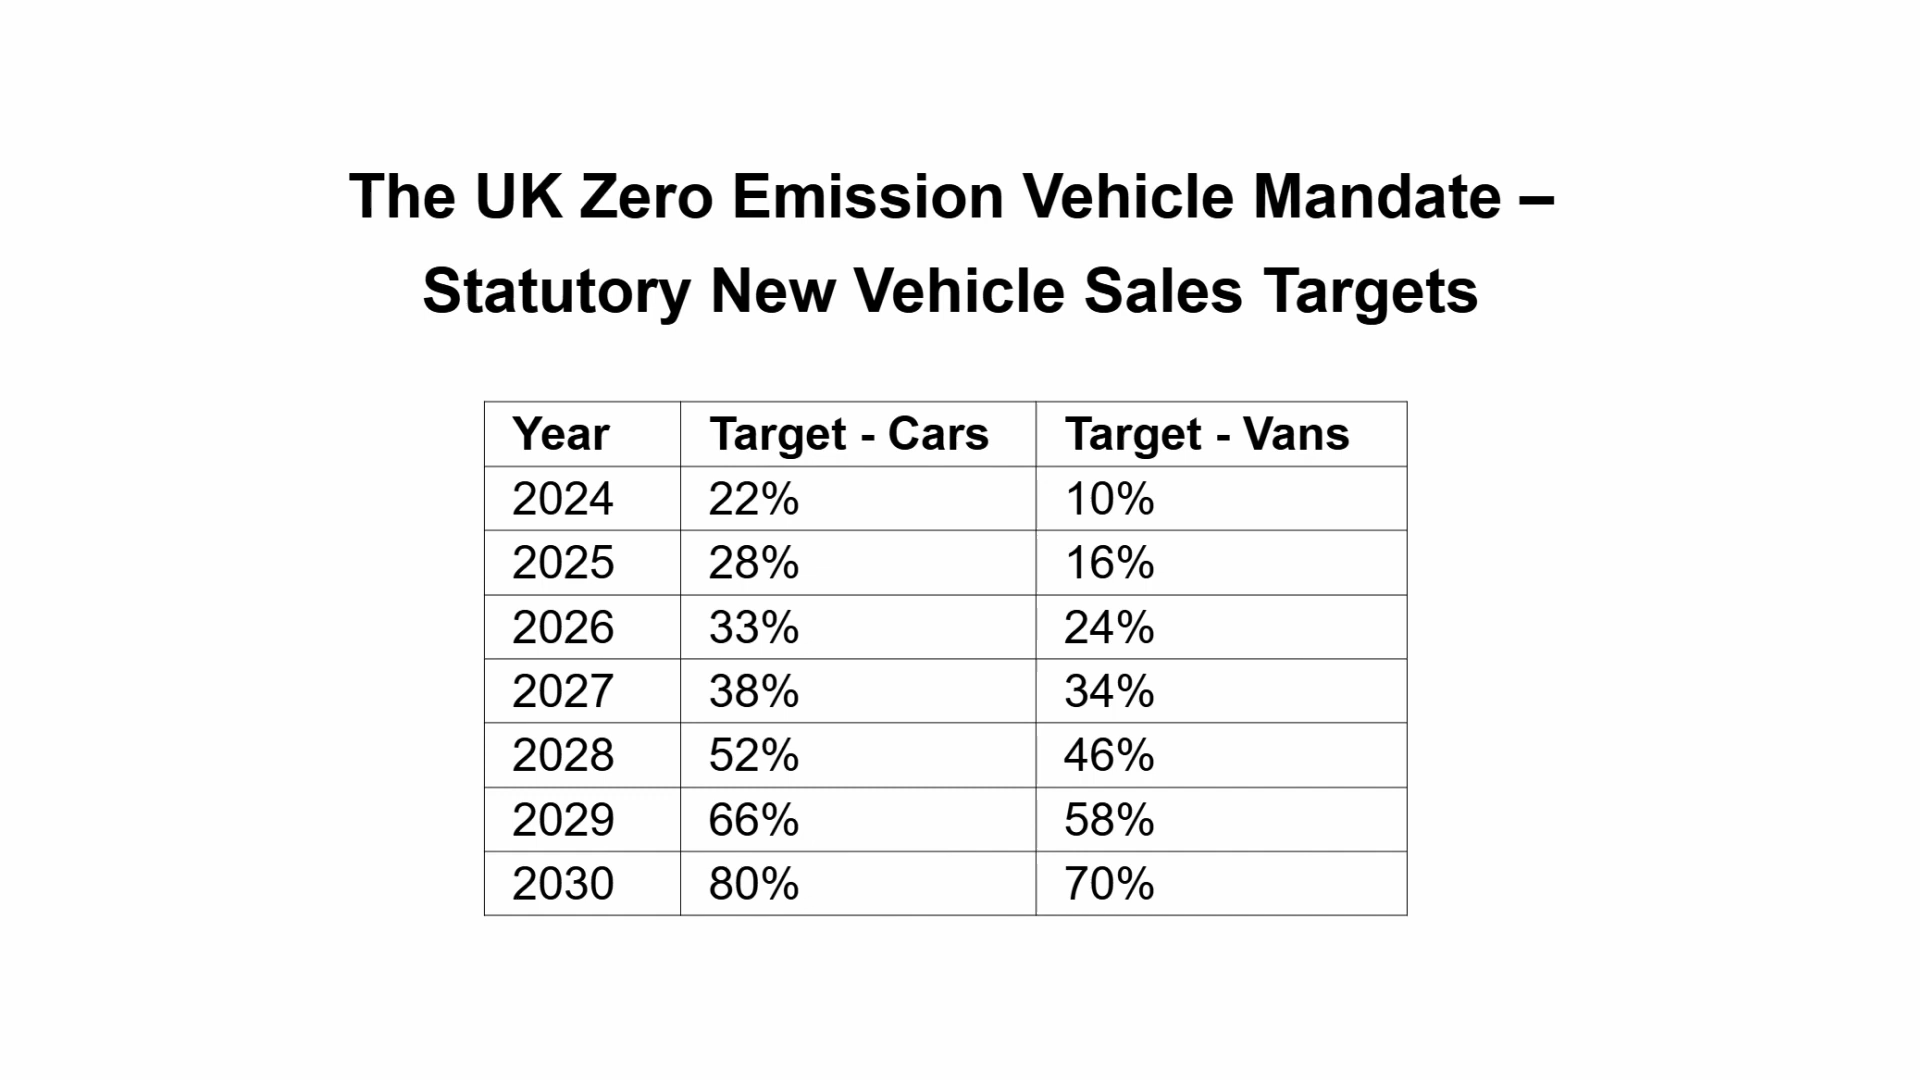 The UK Zero Emission Vehicle Mandate –
Statutory New Vehicle Sales Targets
Year Target - Cars Target - Vans
2024 22% 10%
2025 28% 16%
2026 33% 24%
2027 38% 34%
2028 52% 46%
2029 66% 58%
2030 80% 70%